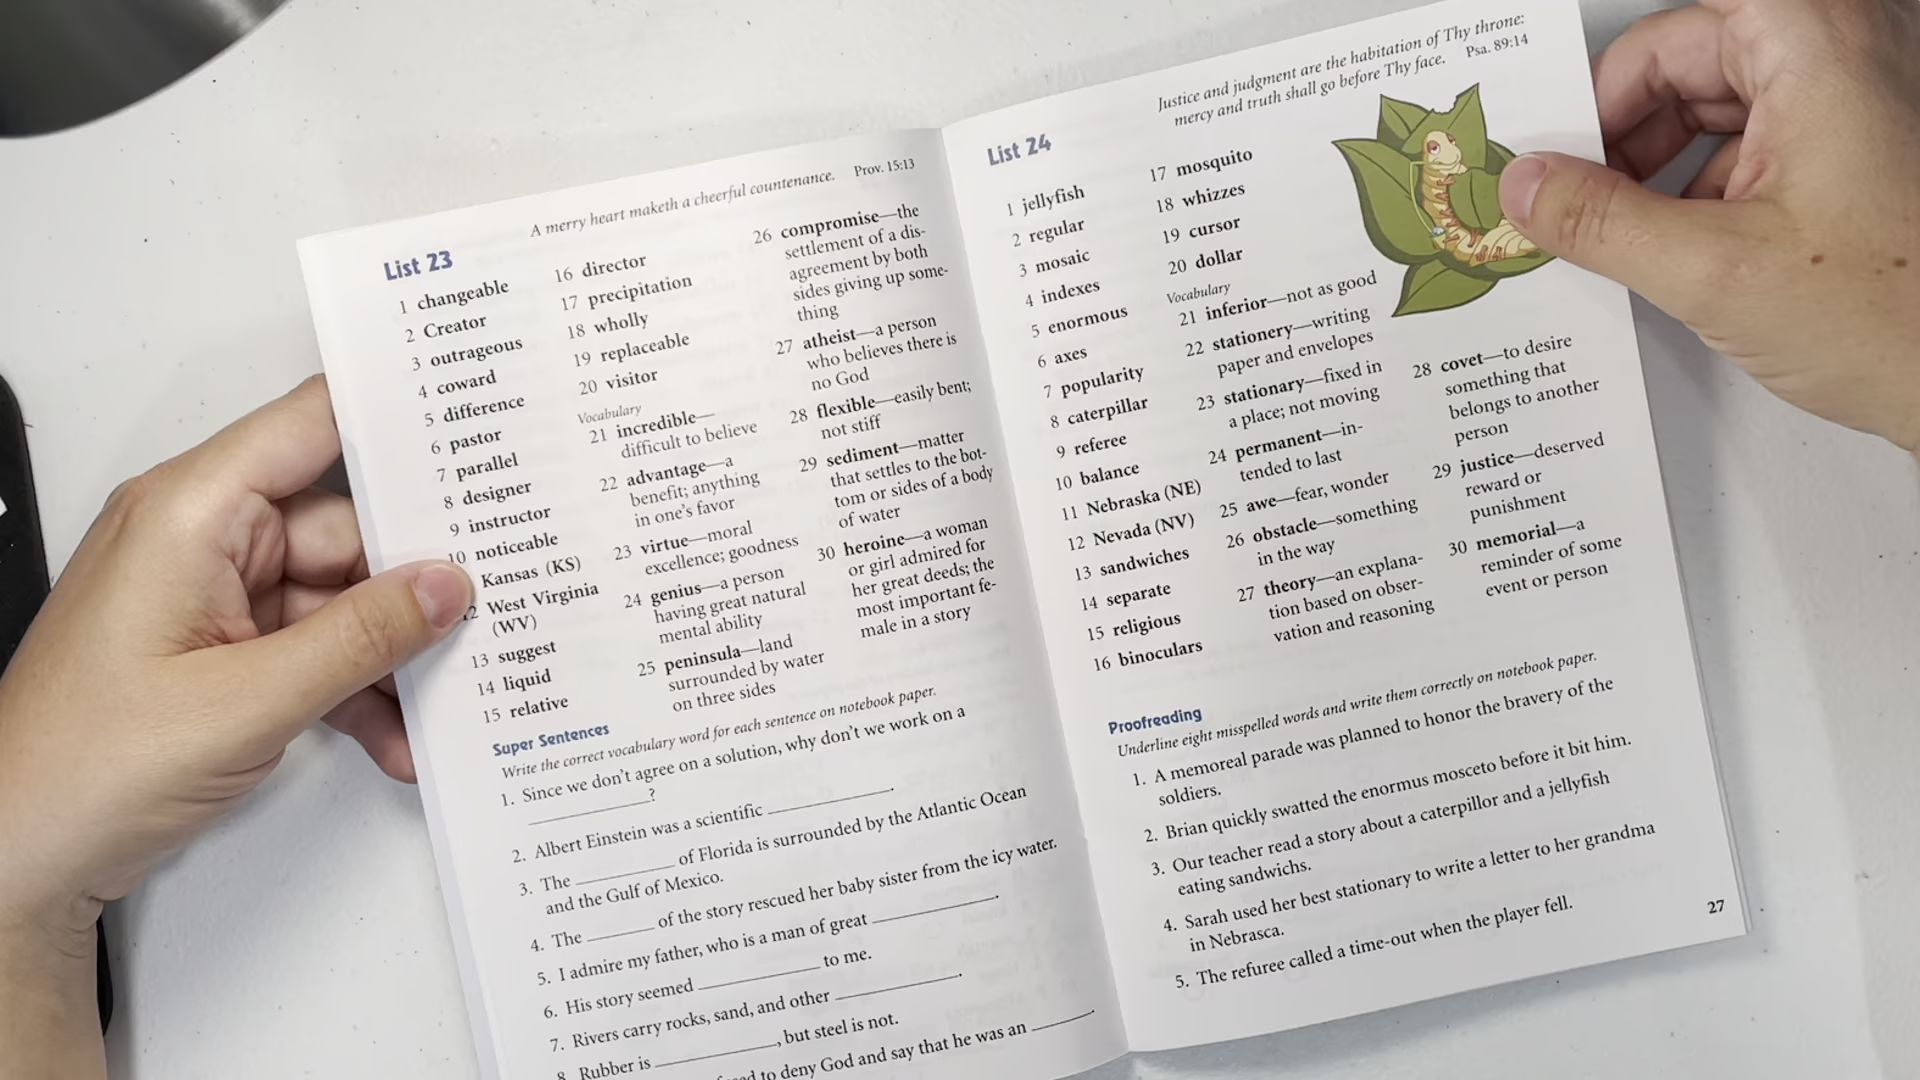 A merry heart maketh a cheerful countenance. Prov. 15:13
List 23
1 changeable
2 Creator
3 outrageous
4 coward
5 difference
6 pastor
7 parallel
8 designer
9 instructor
10 noticeable
Kansas (KS)
12 West Virginia
(WV)
13 suggest
14 liquid
15 relative
16 director
17 precipitation
18 wholly
19 replaceable
20 visitor
Vocabulary
21 incredible—
difficult to believe
22 advantage—a
benefit; anything
in one's favor
23 virtue—moral
excellence; goodness
24 genius—a person
having great natural
mental ability
25 peninsula—land
surrounded by water
on three sides
26 compromise—the
settlement of a dis-
agreement by both
sides giving up some-
thing
27 atheist—a person
who believes there is
no God
28 flexible—easily bent;
not stiff
29 sediment—matter
that settles to the bot-
tom or sides of a body
of water
30 heroine—a woman
or girl admired for
her great deeds; the
most important fe-
male in a story
Super Sentences
Write the correct vocabulary word for each sentence on notebook paper.
1. Since we don't agree on a solution, why don't we work on a
____________?
2. Albert Einstein was a scientific ____________.
3. The __________ of Florida is surrounded by the Atlantic Ocean
and the Gulf of Mexico.
4. The _______ of the story rescued her baby sister from the icy water.
5. I admire my father, who is a man of great ____________.
6. His story seemed ____________ to me.
7. Rivers carry rocks, sand, and other ____________.
8. Rubber is ____________, but steel is not.
to deny God and say that he was an ______.
Justice and judgment are the habitation of Thy throne:
mercy and truth shall go before Thy face. Psa. 89:14
List 24
1 jellyfish
2 regular
3 mosaic
4 indexes
5 enormous
6 axes
7 popularity
8 caterpillar
9 referee
10 balance
11 Nebraska (NE)
12 Nevada (NV)
13 sandwiches
14 separate
15 religious
16 binoculars
17 mosquito
18 whizzes
19 cursor
20 dollar
Vocabulary
21 inferior—not as good
22 stationery—writing
paper and envelopes
23 stationary—fixed in
a place; not moving
24 permanent—in-
tended to last
25 awe—fear, wonder
26 obstacle—something
in the way
27 theory—an explana-
tion based on obser-
vation and reasoning
28 covet—to desire
something that
belongs to another
person
29 justice—deserved
reward or
punishment
30 memorial—a
reminder of some
event or person
Proofreading
Underline eight misspelled words and write them correctly on notebook paper.
1. A memoreal parade was planned to honor the bravery of the
soldiers.
2. Brian quickly swatted the enormus mosceto before it bit him.
3. Our teacher read a story about a caterpillor and a jellyfish
eating sandwichs.
4. Sarah used her best stationary to write a letter to her grandma
in Nebrasca.
5. The refuree called a time-out when the player fell.
27